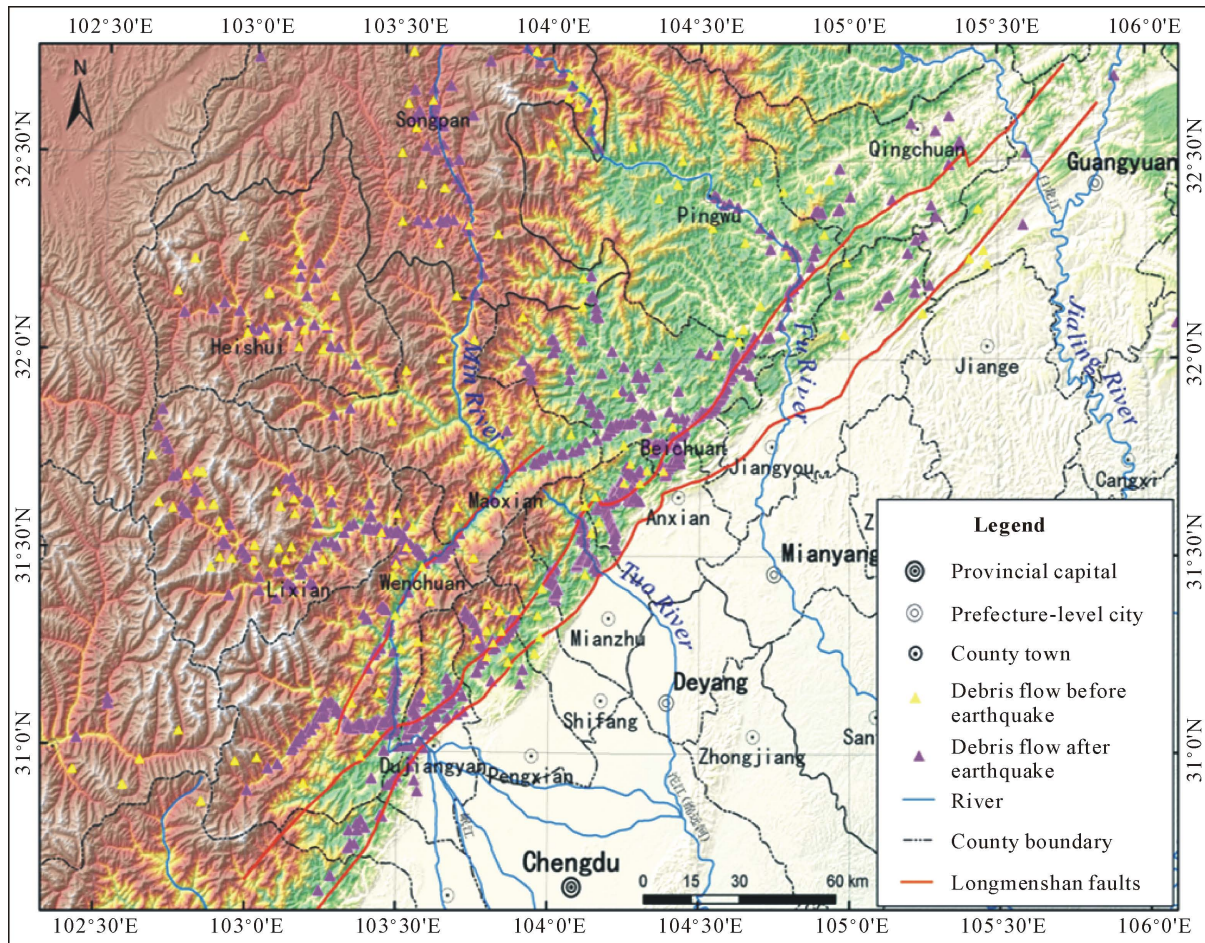 102°30'E 103°0'E 103°30'E 104°0'E 104°30'E 105°0'E 105°30'E 106°0'E
N
Songpan
32°30'N
32°30'N
Qingchuan
Guangyuan
Pingwu
Heishui
Min River
Fu River
Jialing River
32°0'N
32°0'N
Jiange
Beichuan
Jiangyou
Cangxi
Maoxian
Anxian
31°30'N
31°30'N
Mianyang
Wenchuan
Lixian
Tuo River
Mianzhu
Deyang
Shifang
Zhongjiang
San
31°0'N
31°0'N
Dujiangyan
Pengxian
Chengdu
0 15 30 60 km
Legend
Provincial capital
Prefecture-level city
County town
Debris flow before
earthquake
Debris flow after
earthquake
River
County boundary
Longmenshan faults
102°30'E 103°0'E 103°30'E 104°0'E 104°30'E 105°0'E 105°30'E 106°0'E